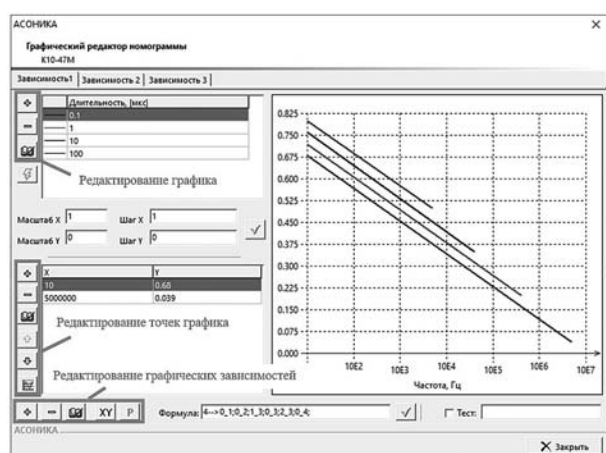 АСОНИКА
Графический редактор номограммы
К10-47М
Зависимость1 Зависимость 2 Зависимость 3
Длительность, [мкс]
0.1
1
10
100
Редактирование графика
Масштаб X 1 Шаг X 1
Масштаб Y 0 Шаг Y 0
X Y
10 0.68
5000000 0.039
Редактирование точек графика
Редактирование графических зависимостей
0.825
0.750
0.675
0.600
0.525
0.450
0.375
0.300
0.225
0.150
0.075
0.000
10E2 10E3 10E4 10E5 10E6 10E7
Частота, Гц
XY P Формула: 4-->0_1;0_2;1_3;0_3;2_3;0_4; Тест:
АСОНИКА
Закрыть